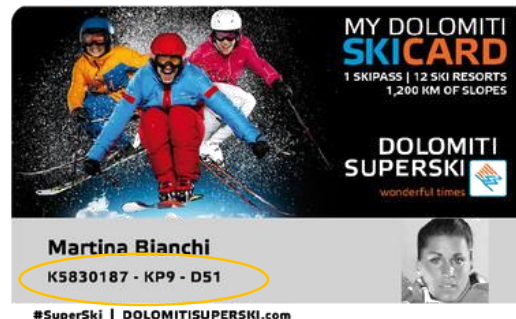 MY DOLOMITI
SKICARD
1 SKIPASS | 12 SKI RESORTS
1,200 KM OF SLOPES
DOLOMITI
SUPERSKI
wonderful times
Martina Bianchi
K5830187 - KP9 - D51
#SuperSki | DOLOMITISUPERSKI.com